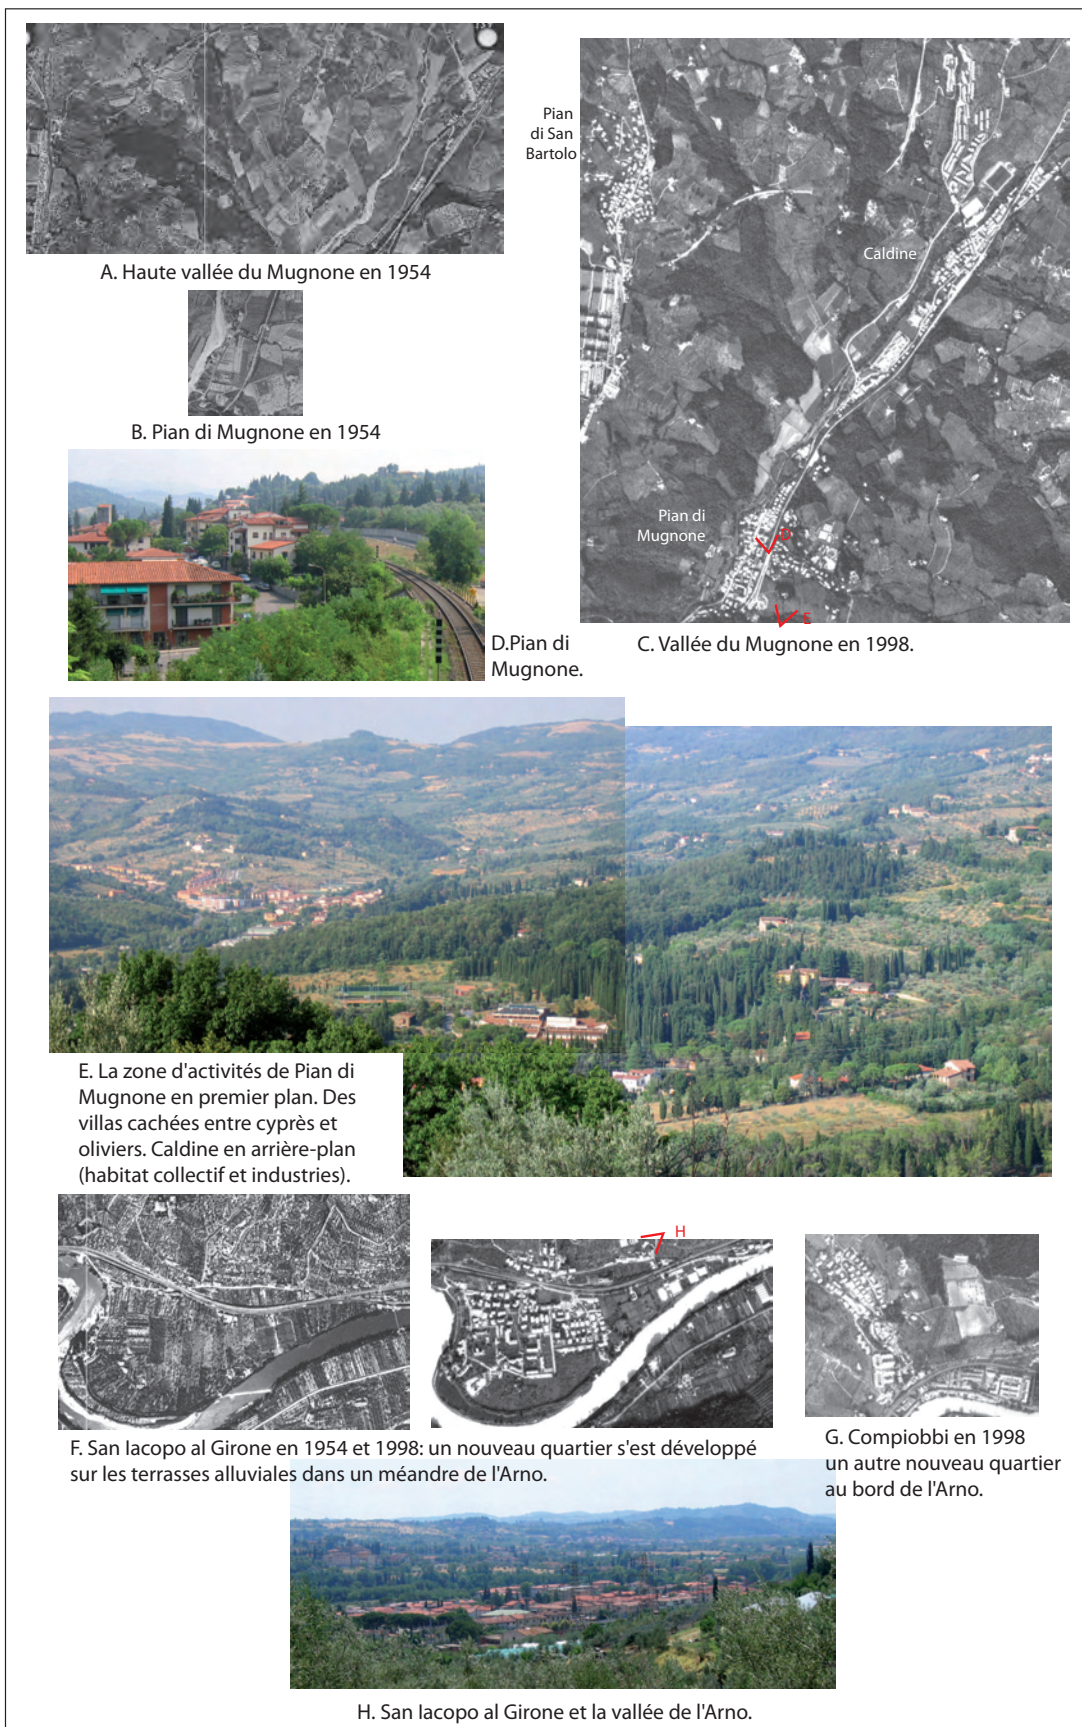 A. Haute vallée du Mugnone en 1954
B. Pian di Mugnone en 1954
Pian
di San
Bartolo
Caldine
Pian di
Mugnone
D
E
C. Vallée du Mugnone en 1998.
D.Pian di
Mugnone.
E. La zone d'activités de Pian di
Mugnone en premier plan. Des
villas cachées entre cyprès et
oliviers. Caldine en arrière-plan
(habitat collectif et industries).
H
F. San Iacopo al Girone en 1954 et 1998: un nouveau quartier s'est développé
sur les terrasses alluviales dans un méandre de l'Arno.
G. Compiobbi en 1998
un autre nouveau quartier
au bord de l'Arno.
H. San Iacopo al Girone et la vallée de l'Arno.